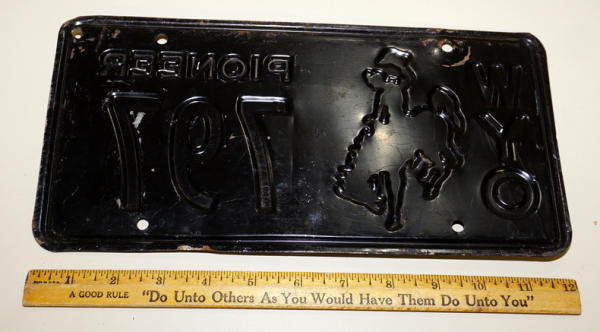 PIONEER
797
W
Y
O
1 2 3 4 5 6 7 8 9 10 11 12
A GOOD RULE "Do Unto Others As You Would Have Them Do Unto You"